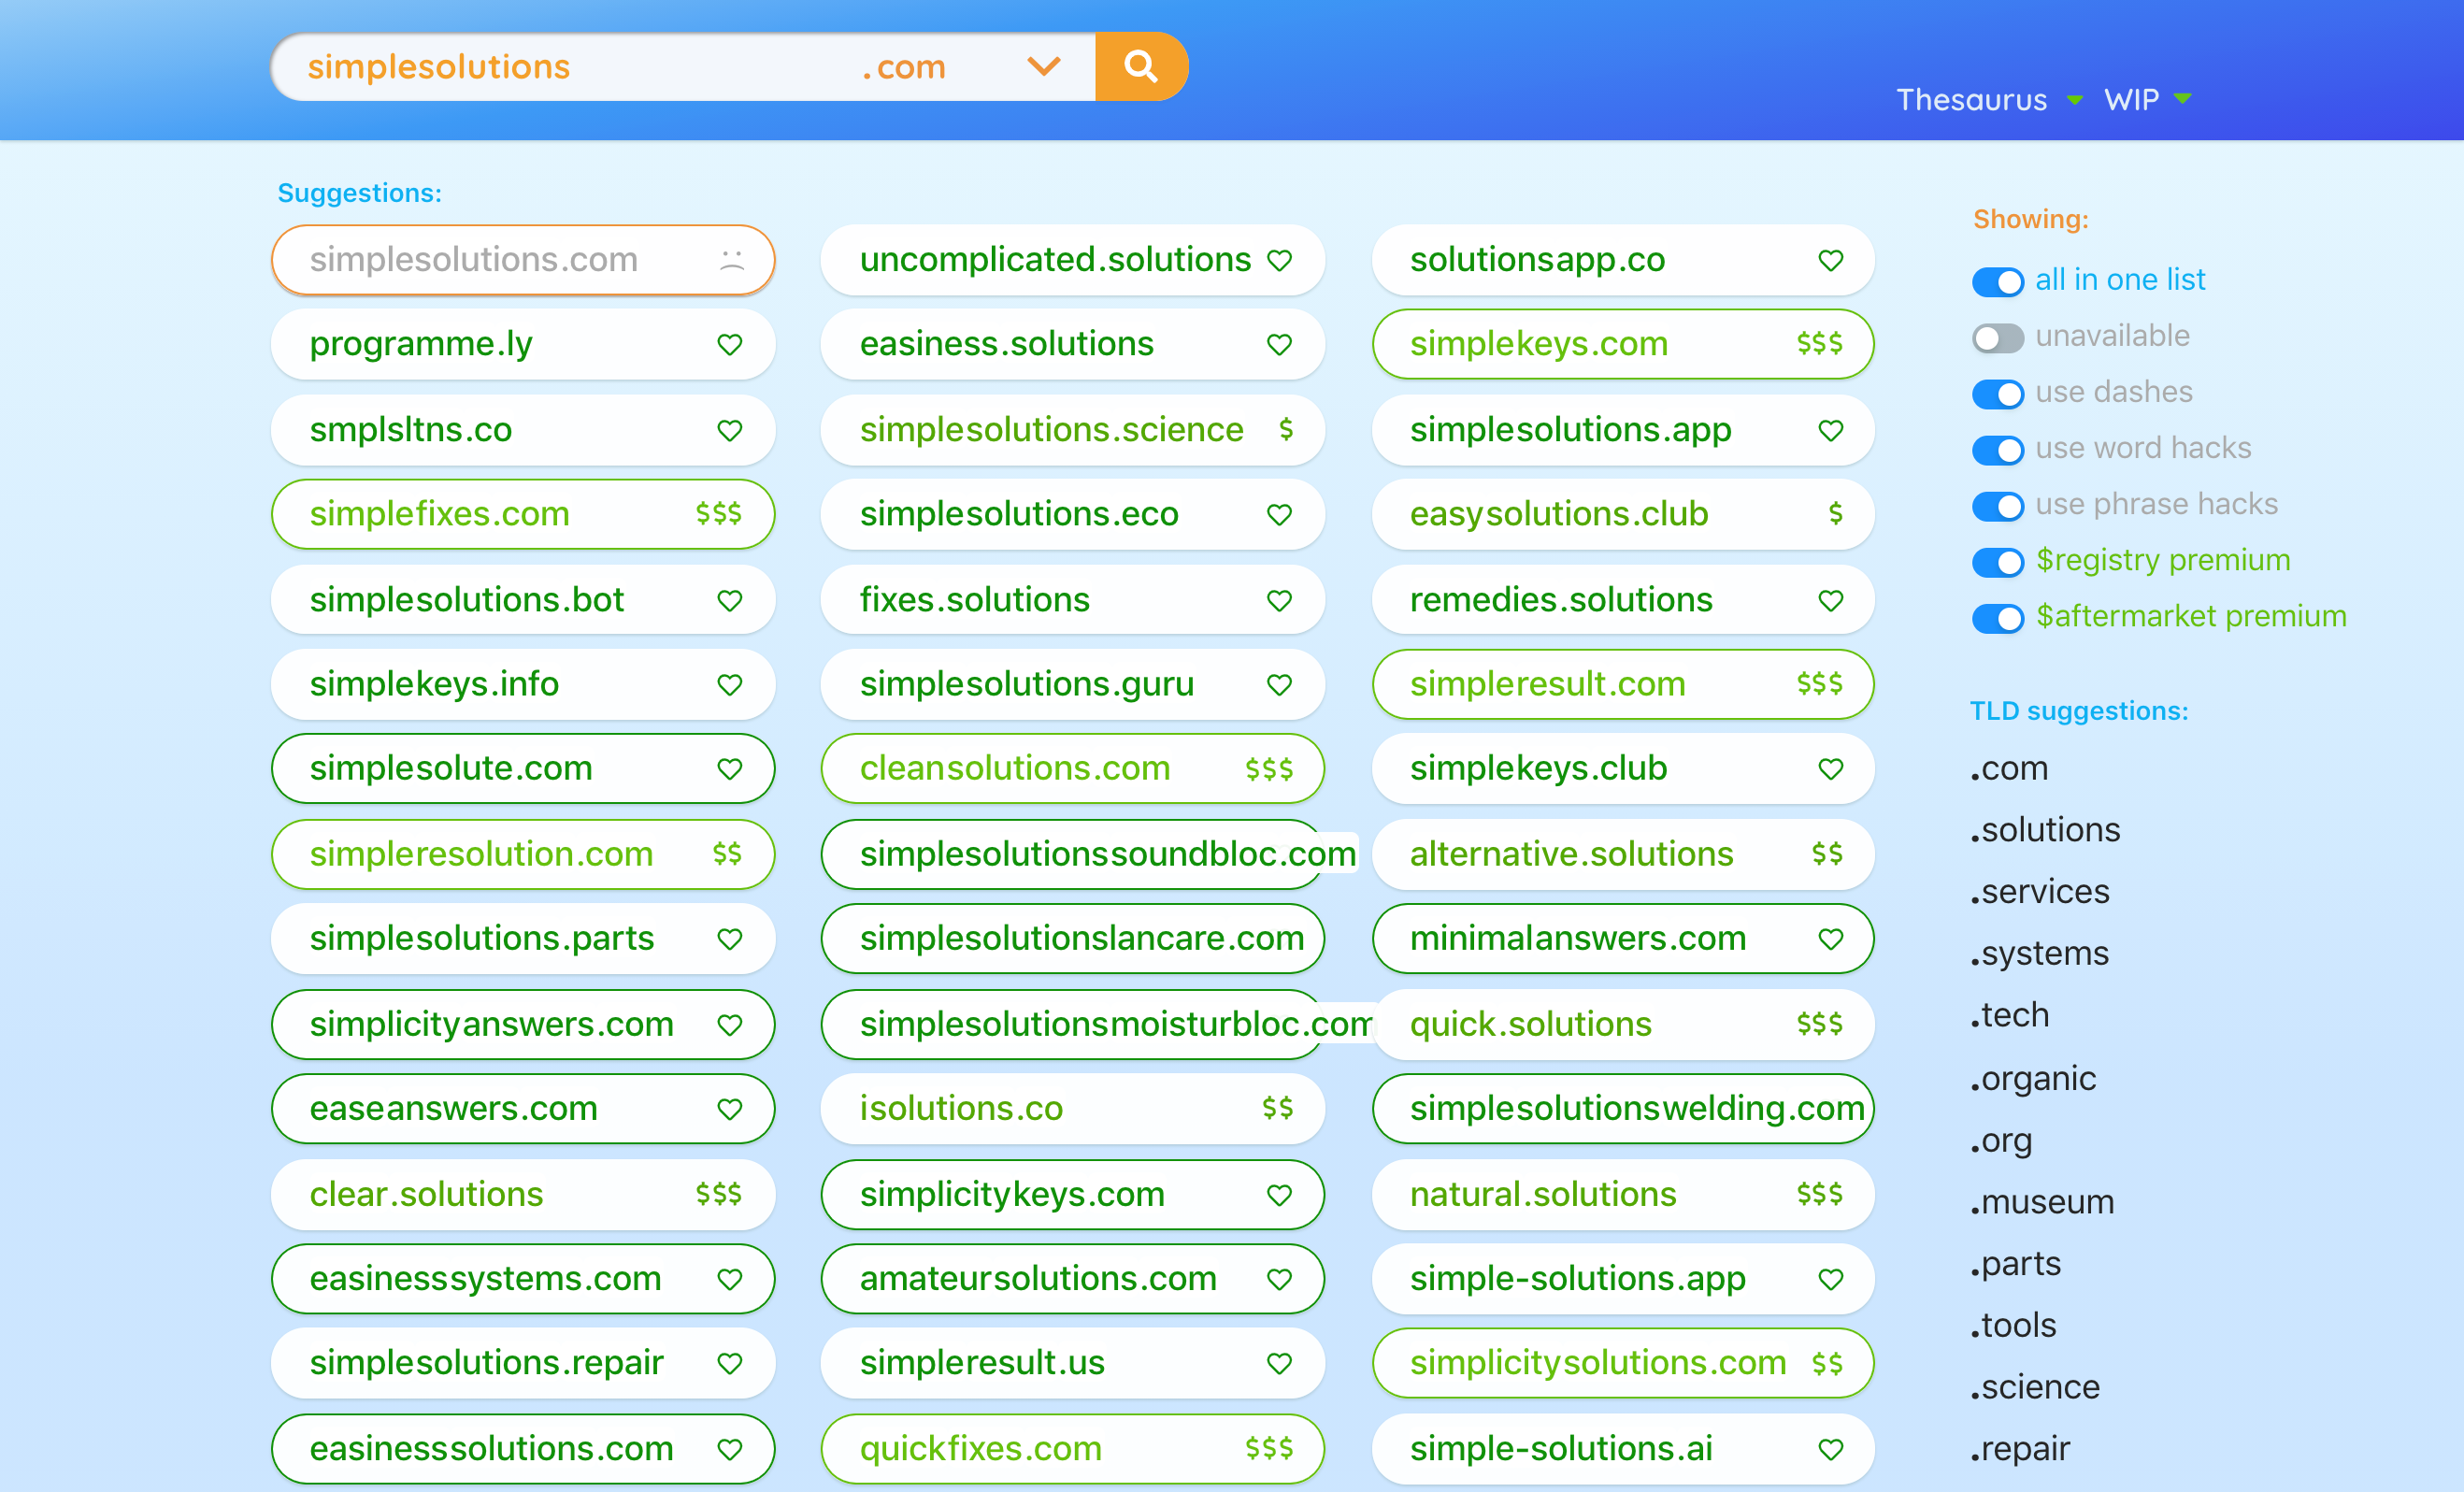 simplesolutions .com
Thesaurus WIP
Suggestions:
simplesolutions.com
programme.ly
smplsltns.co
simplefixes.com $$$
simplesolutions.bot
simplekeys.info
simplesolute.com
simpleresolution.com $$
simplesolutions.parts
simplicityanswers.com
easeanswers.com
clear.solutions $$$
easinesssystems.com
simplesolutions.repair
easinesssolutions.com
uncomplicated.solutions
easiness.solutions
simplesolutions.science $
simplesolutions.eco
fixes.solutions
simplesolutions.guru
cleansolutions.com $$$
simplesolutionssoundbloc.com
simplesolutionslancare.com
simplesolutionsmoisturbloc.com
isolutions.co $$
simplicitykeys.com
amateursolutions.com
simpleresult.us
quickfixes.com $$$
solutionsapp.co
simplekeys.com $$$
simplesolutions.app
easysolutions.club $
remedies.solutions
simpleresult.com $$$
simplekeys.club
alternative.solutions $$
minimalanswers.com
quick.solutions $$$
simplesolutionswelding.com
natural.solutions $$$
simple-solutions.app
simplicitysolutions.com $$
simple-solutions.ai
Showing:
all in one list
unavailable
use dashes
use word hacks
use phrase hacks
$registry premium
$aftermarket premium
TLD suggestions:
.com
.solutions
.services
.systems
.tech
.organic
.org
.museum
.parts
.tools
.science
.repair